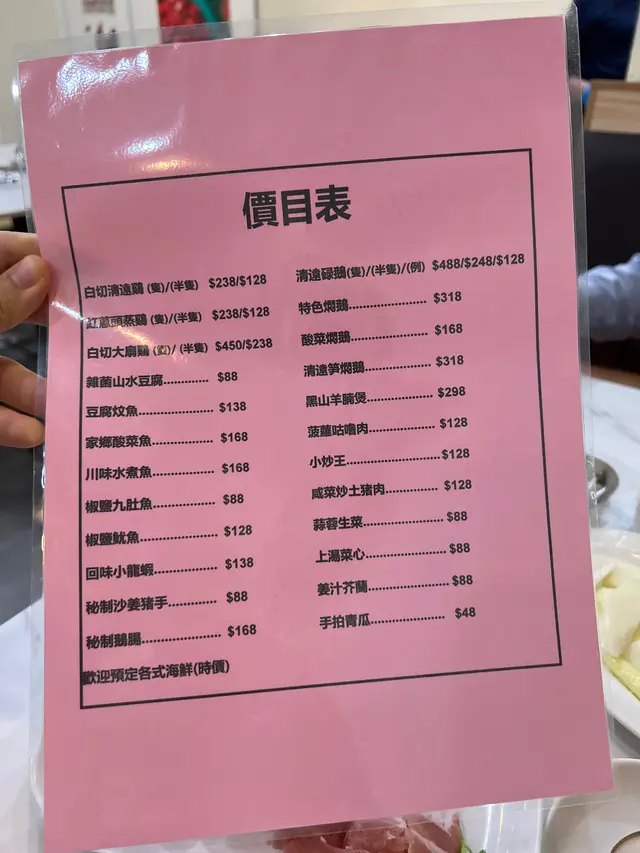 價目表
白切清遠鷄 (隻)/(半隻) $238/$128
紅蔥頭蒸鷄 (隻)/(半隻) $238/$128
白切大扇鷄 (隻)/ (半隻) $450/$238
雜菌山水豆腐............ $88
豆腐炆魚.................... $138
家鄉酸菜魚................ $168
川味水煮魚................ $168
椒鹽九肚魚................ $88
椒鹽魷魚.................... $128
回味小龍蝦................ $138
秘制沙姜猪手............ $88
秘制鵝腸.................... $168
歡迎預定各式海鮮(時價)
清遠碌鵝(隻)/(半隻)/(例) $488/$248/$128
特色燜鵝.................... $318
酸菜燜鵝.................... $168
清遠笋燜鵝................ $318
黑山羊腩煲................ $298
菠蘿咕嚕肉................ $128
小炒王........................$128
咸菜炒土猪肉............ $128
蒜蓉生菜.................... $88
上湯菜心.................... $88
姜汁芥蘭.................... $88
手拍青瓜.................... $48